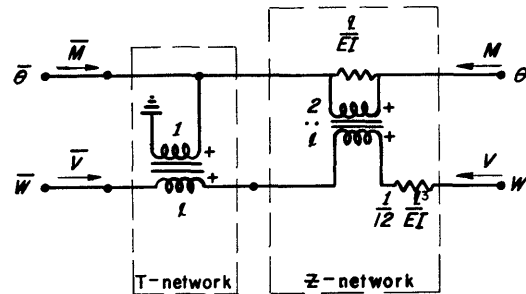 l/EI
M̄
M
θ̄
θ
1
2
:
l
+
+
+
+
V̄
V
W̄
W
l
1/12 l³/EI
T-network
Z-network